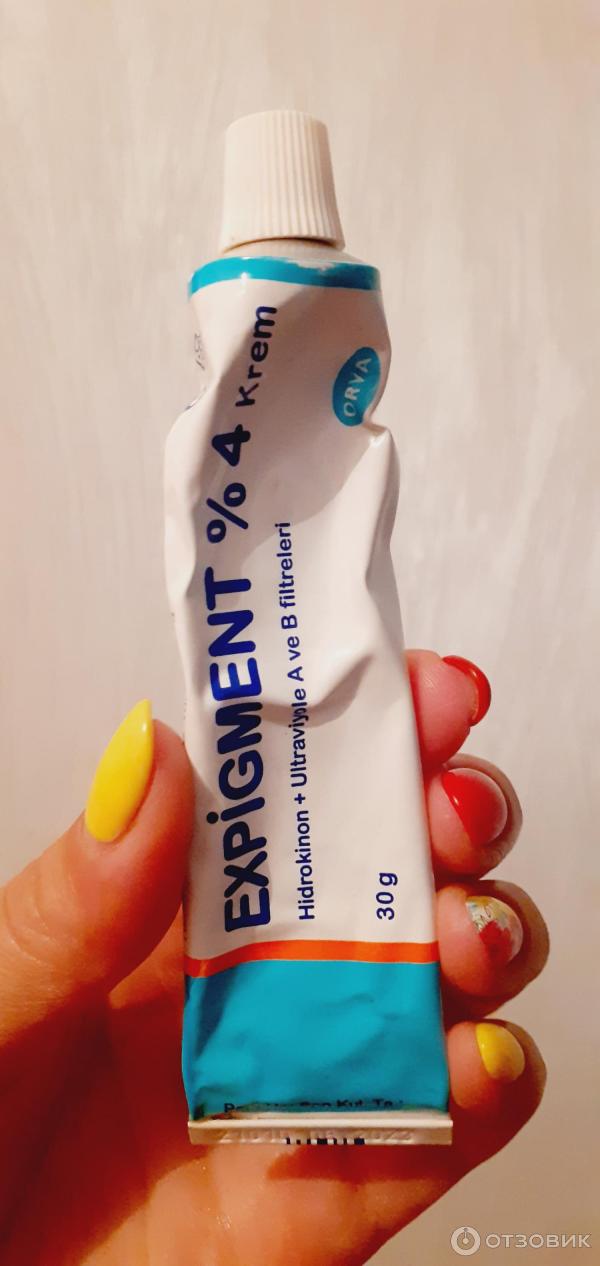 EXPİGMENT % 4 Krem
Hidrokinon + Ultraviyole A ve B filtreleri
30 g
ORVA
ОТЗОВИК